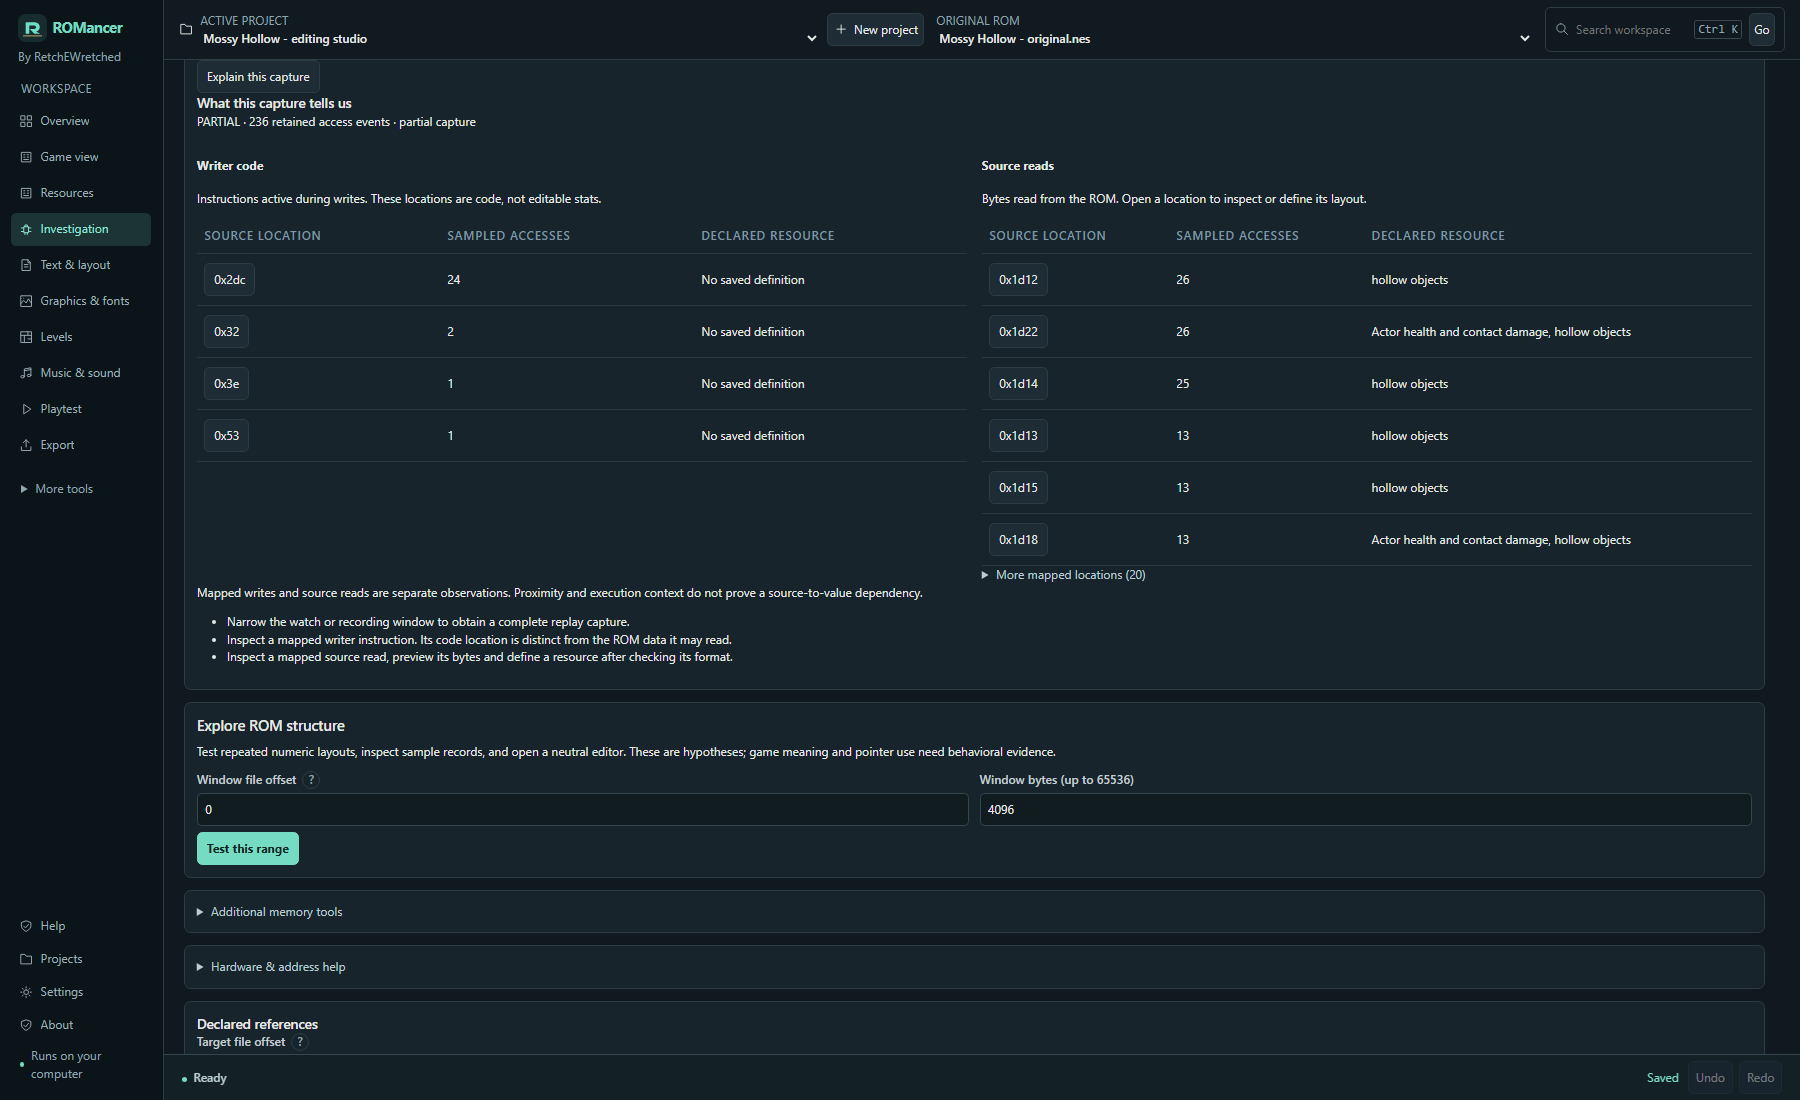 ROMancer
By RetchEWretched
WORKSPACE
Overview
Game view
Resources
Investigation
Text & layout
Graphics & fonts
Levels
Music & sound
Playtest
Export
More tools
Help
Projects
Settings
About
Runs on your
computer
ACTIVE PROJECT
Mossy Hollow - editing studio
New project
ORIGINAL ROM
Mossy Hollow - original.nes
Search workspace
Ctrl K
Go
Explain this capture
What this capture tells us
PARTIAL · 236 retained access events · partial capture
Writer code
Instructions active during writes. These locations are code, not editable stats.
SOURCE LOCATION SAMPLED ACCESSES DECLARED RESOURCE
0x2dc 24 No saved definition
0x32 2 No saved definition
0x3e 1 No saved definition
0x53 1 No saved definition
Source reads
Bytes read from the ROM. Open a location to inspect or define its layout.
SOURCE LOCATION SAMPLED ACCESSES DECLARED RESOURCE
0x1d12 26 hollow objects
0x1d22 26 Actor health and contact damage, hollow objects
0x1d14 25 hollow objects
0x1d13 13 hollow objects
0x1d15 13 hollow objects
0x1d18 13 Actor health and contact damage, hollow objects
More mapped locations (20)
Mapped writes and source reads are separate observations. Proximity and execution context do not prove a source-to-value dependency.
• Narrow the watch or recording window to obtain a complete replay capture.
• Inspect a mapped writer instruction. Its code location is distinct from the ROM data it may read.
• Inspect a mapped source read, preview its bytes and define a resource after checking its format.
Explore ROM structure
Test repeated numeric layouts, inspect sample records, and open a neutral editor. These are hypotheses; game meaning and pointer use need behavioral evidence.
Window file offset ?
0
Window bytes (up to 65536)
4096
Test this range
Additional memory tools
Hardware & address help
Declared references
Target file offset ?
Ready
Saved
Undo
Redo